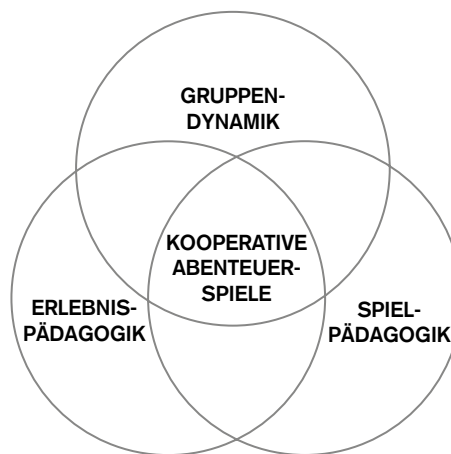 GRUPPEN-
DYNAMIK
KOOPERATIVE
ABENTEUER-
SPIELE
ERLEBNIS-
PÄDAGOGIK
SPIEL-
PÄDAGOGIK